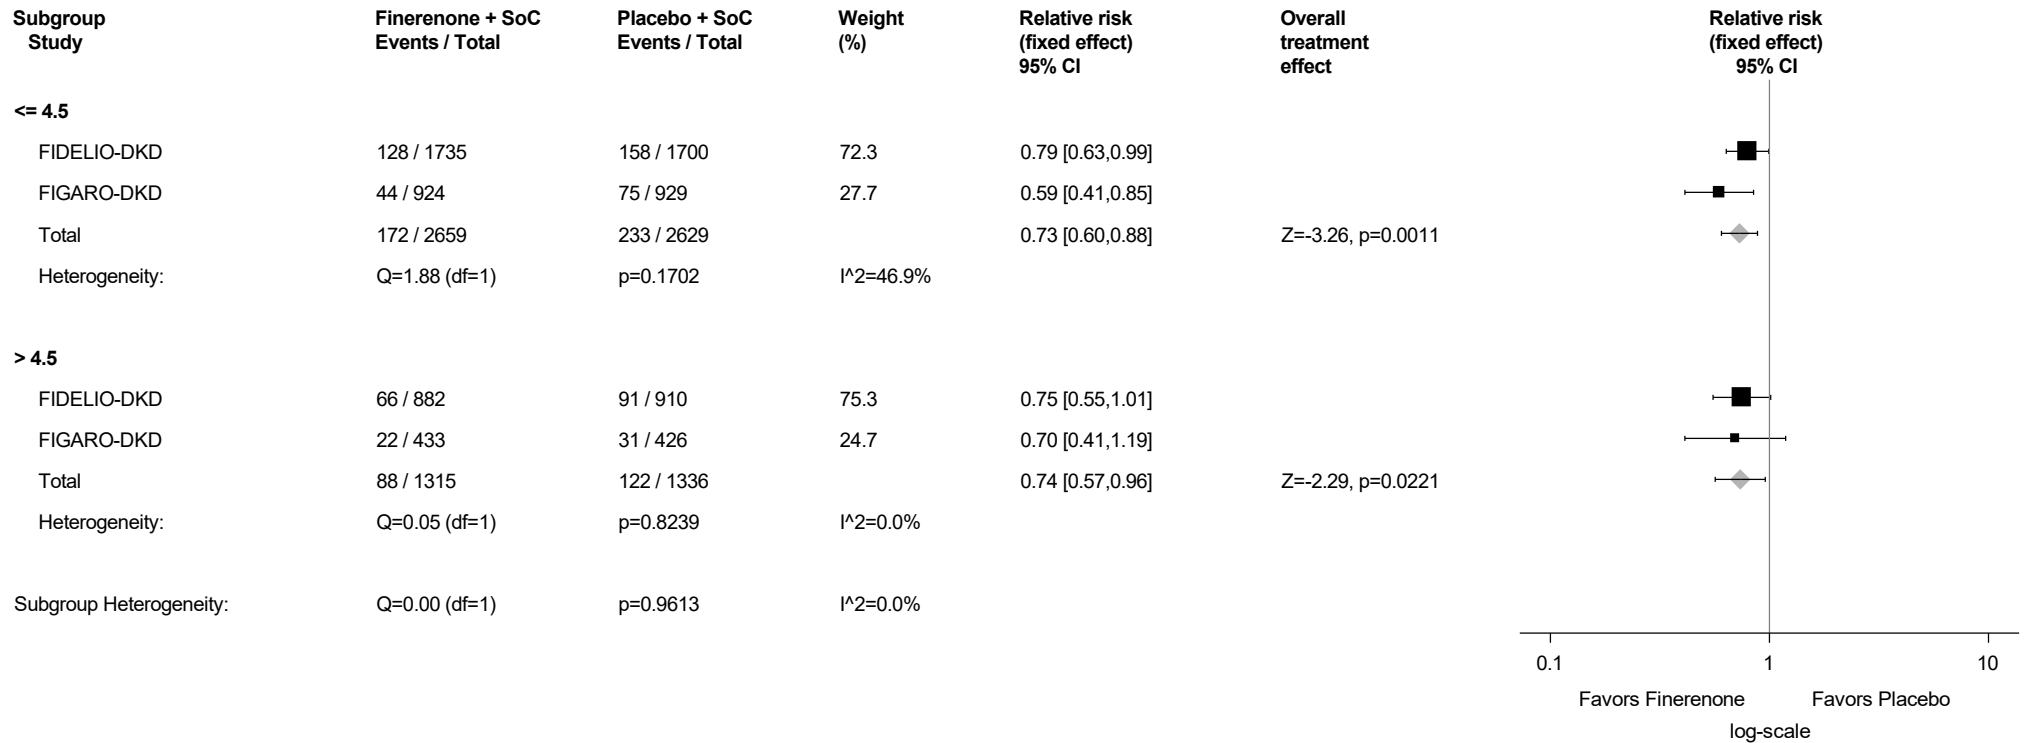 Subgroup Finerenone + SoC Placebo + SoC Weight Relative risk Overall Relative risk
Study Events / Total Events / Total (%) (fixed effect) treatment (fixed effect)
95% CI effect 95% CI
<= 4.5
FIDELIO-DKD 128 / 1735 158 / 1700 72.3 0.79 [0.63,0.99]
FIGARO-DKD 44 / 924 75 / 929 27.7 0.59 [0.41,0.85]
Total 172 / 2659 233 / 2629 0.73 [0.60,0.88] Z=-3.26, p=0.0011
Heterogeneity: Q=1.88 (df=1) p=0.1702 I^2=46.9%
> 4.5
FIDELIO-DKD 66 / 882 91 / 910 75.3 0.75 [0.55,1.01]
FIGARO-DKD 22 / 433 31 / 426 24.7 0.70 [0.41,1.19]
Total 88 / 1315 122 / 1336 0.74 [0.57,0.96] Z=-2.29, p=0.0221
Heterogeneity: Q=0.05 (df=1) p=0.8239 I^2=0.0%
Subgroup Heterogeneity: Q=0.00 (df=1) p=0.9613 I^2=0.0%
0.1 1 10
Favors Finerenone Favors Placebo
log-scale